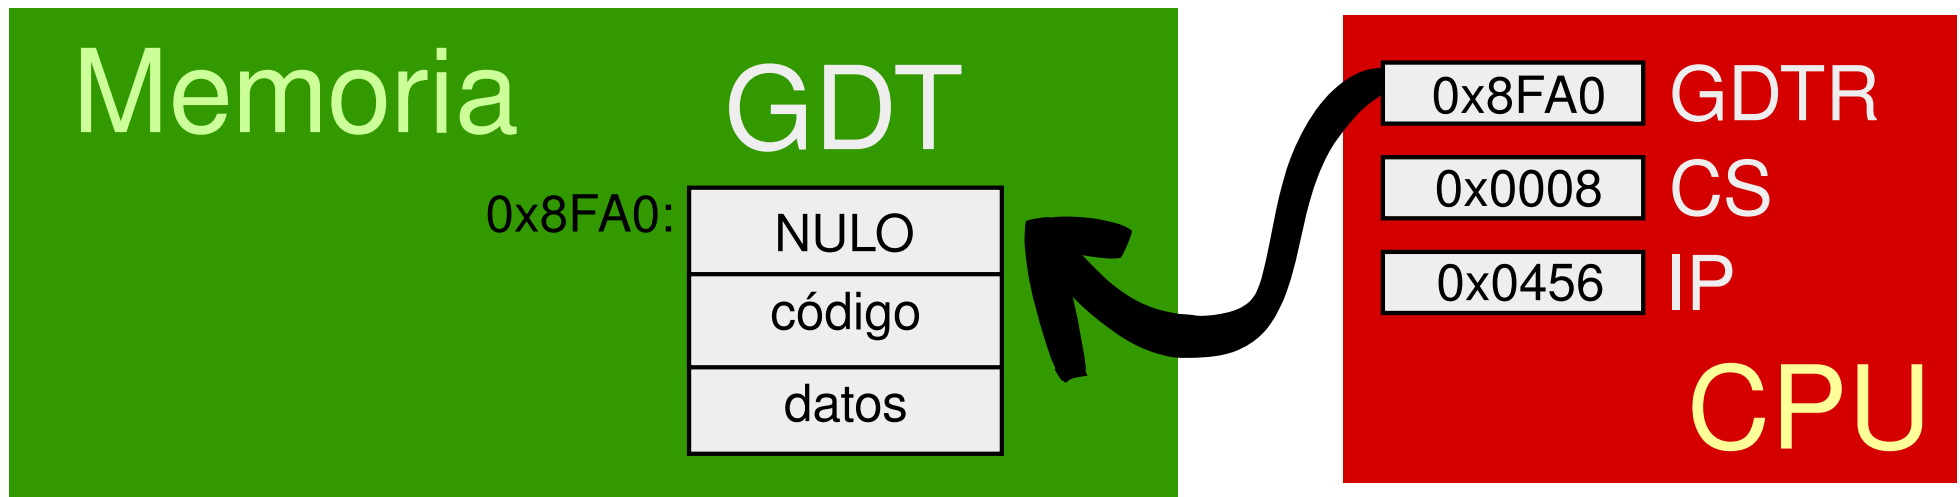 Memoria
GDT
0x8FA0:
NULO
código
datos
0x8FA0 GDTR
0x0008 CS
0x0456 IP
CPU